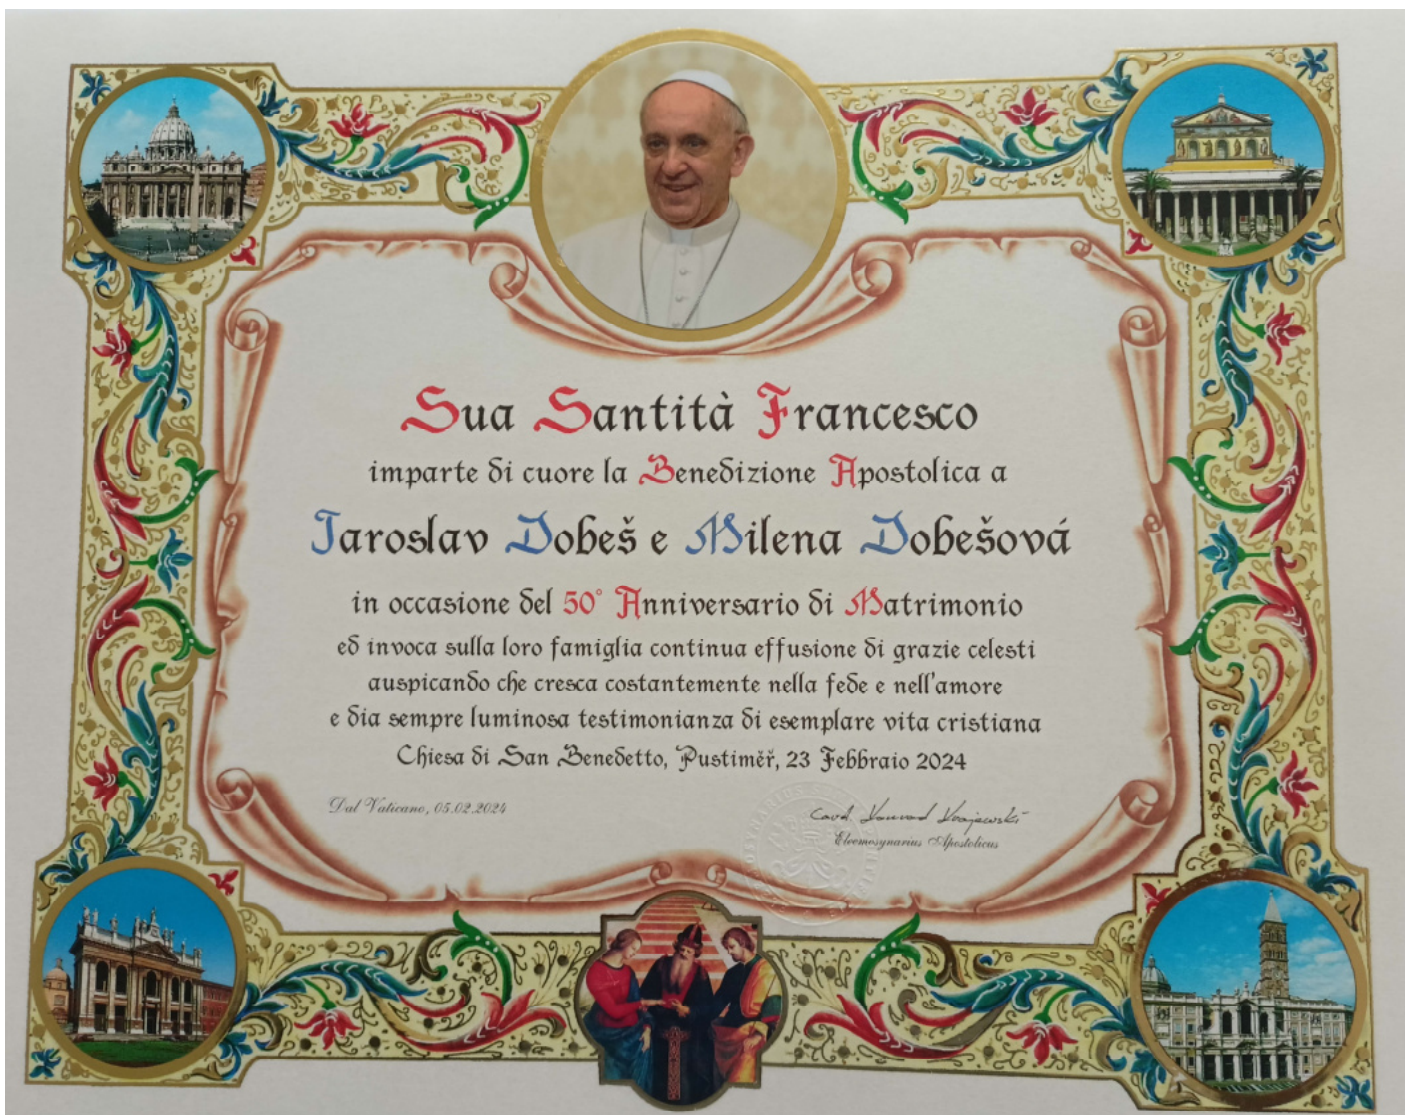 Sua Santità Francesco
imparte di cuore la Benedizione Apostolica a
Jaroslav Dobeš e Milena Dobešová
in occasione del 50° Anniversario di Matrimonio
ed invoca sulla loro famiglia continua effusione di grazie celesti
auspicando che cresca costantemente nella fede e nell'amore
e dia sempre luminosa testimonianza di esemplare vita cristiana
Chiesa di San Benedetto, Pustiměř, 23 Febbraio 2024
Dal Vaticano, 05.02.2024
Card. Konrad Krajewski
Eleemosynarius Apostolicus